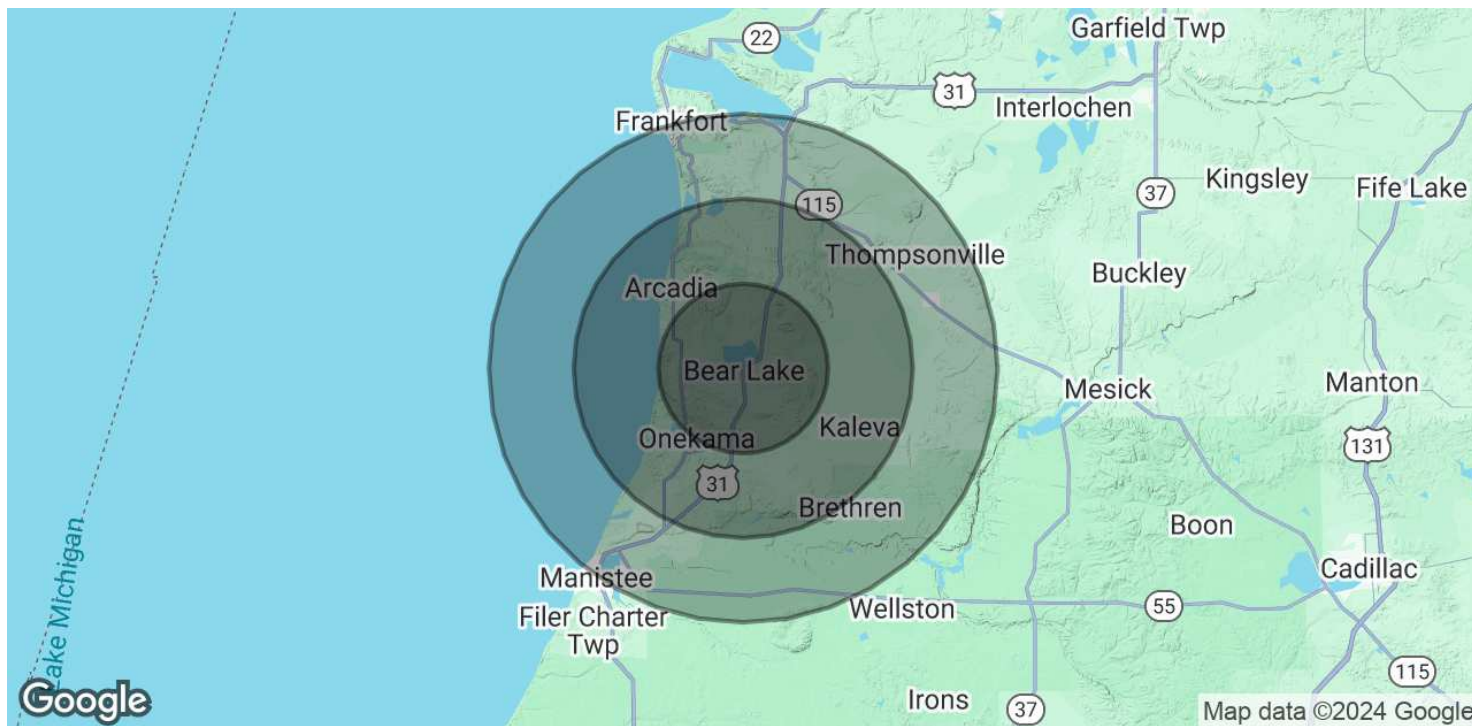 22
Garfield Twp
31
Interlochen
Frankfort
Kingsley
37
Fife Lake
115
Thompsonville
Buckley
Arcadia
Bear Lake
Mesick
Manton
Kaleva
Onekama
131
31
Brethren
Boon
Lake Michigan
Manistee
Cadillac
Filer Charter
Twp
Wellston
55
115
Irons
37
Google
Map data ©2024 Google